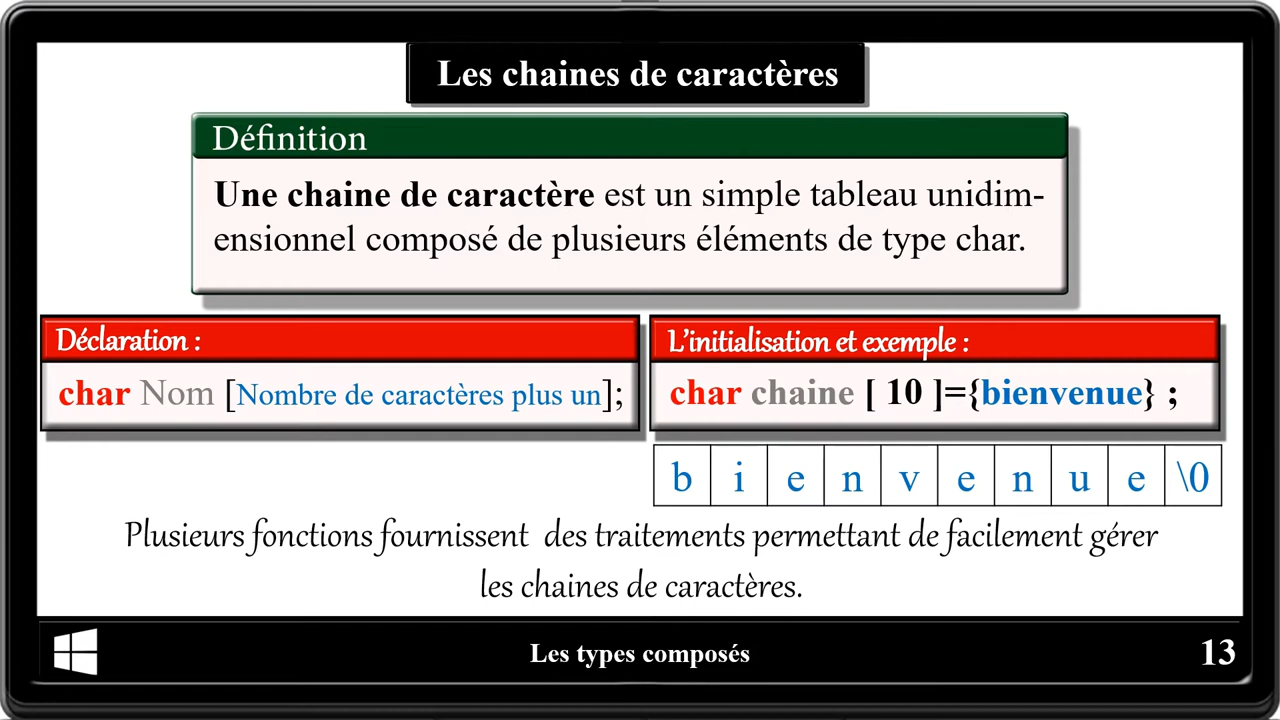 Les chaines de caractères
Définition
Une chaine de caractère est un simple tableau unidim-
ensionnel composé de plusieurs éléments de type char.
Déclaration :
char Nom [Nombre de caractères plus un];
L'initialisation et exemple :
char chaine [ 10 ]={bienvenue} ;
b i e n v e n u e \0
Plusieurs fonctions fournissent des traitements permettant de facilement gérer
les chaines de caractères.
Les types composés
13